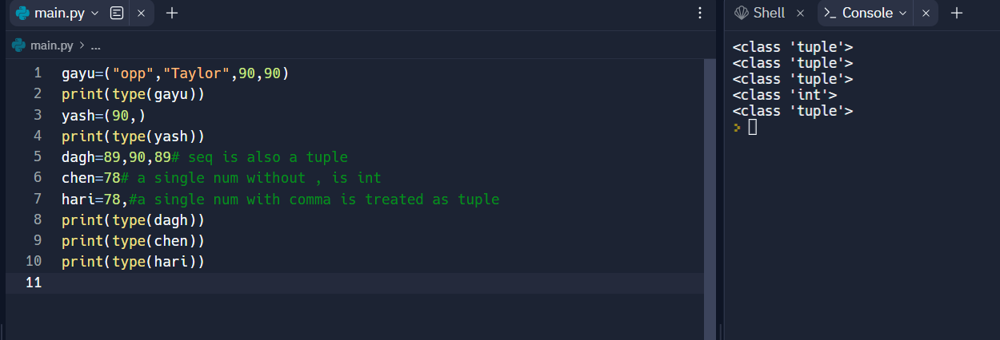 main.py
main.py > ...
1 gayu=("opp","Taylor",90,90)
2 print(type(gayu))
3 yash=(90,)
4 print(type(yash))
5 dagh=89,90,89# seq is also a tuple
6 chen=78# a single num without , is int
7 hari=78,#a single num with comma is treated as tuple
8 print(type(dagh))
9 print(type(chen))
10 print(type(hari))
11
Shell
Console
<class 'tuple'>
<class 'tuple'>
<class 'tuple'>
<class 'int'>
<class 'tuple'>